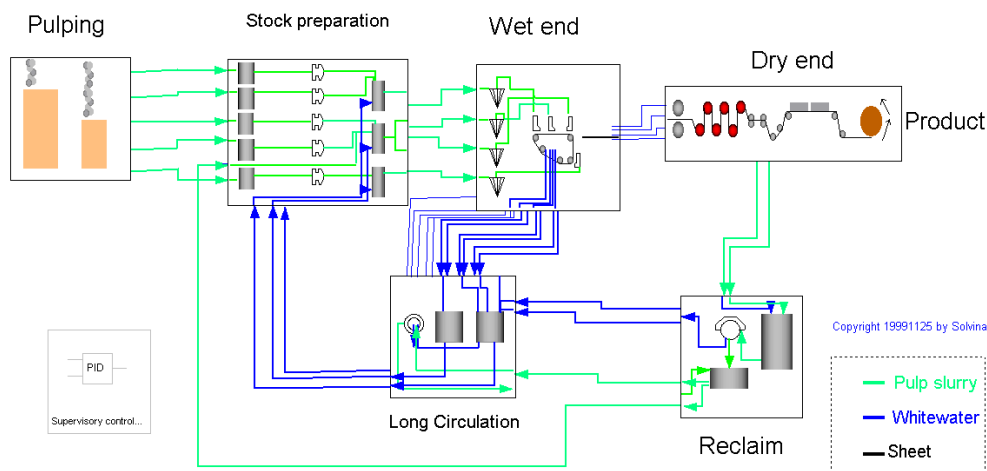 Pulping
Stock preparation
Wet end
Dry end
Product
PID
Supervisory control...
Long Circulation
Reclaim
Copyright 19991125 by Solvina
Pulp slurry
Whitewater
Sheet